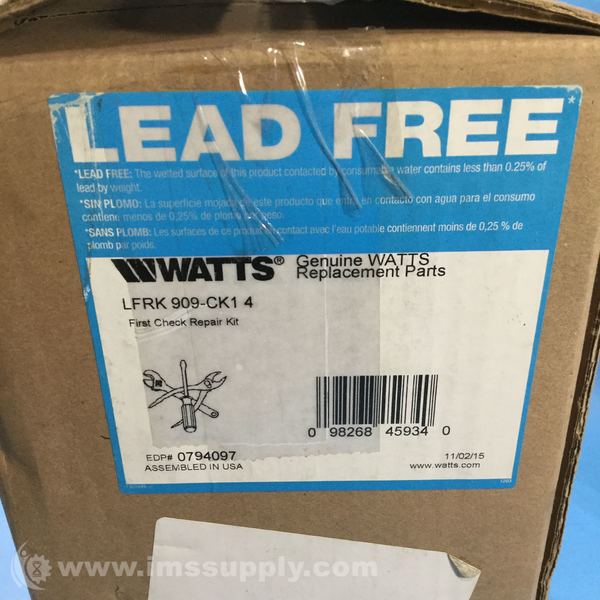 LEAD FREE*
*LEAD FREE: The wetted surface of this product contacted by consumable water contains less than 0.25% of
lead by weight.
*SIN PLOMO: La superficie mojada de este producto que entra en contacto con agua para el consumo
contiene menos de 0,25% de plomo por peso.
*SANS PLOMB: Les surfaces de ce produit en contact avec l'eau potable contiennent moins de 0,25 % de
plomb par poids.
WATTS® Genuine WATTS
Replacement Parts
LFRK 909-CK1 4
First Check Repair Kit
0 98268 45934 0
EDP# 0794097
ASSEMBLED IN USA
11/02/15
www.watts.com
www.imssupply.com